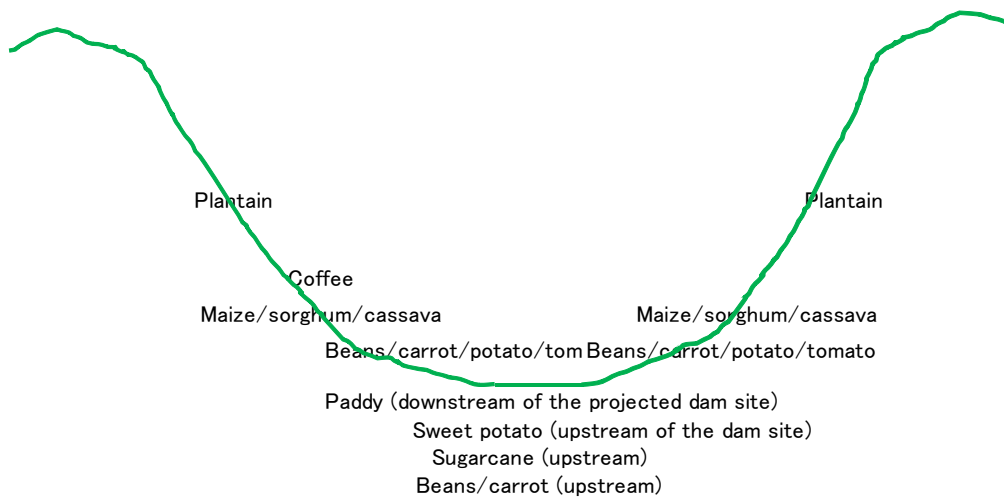 Plantain Plantain
Coffee
Maize/sorghum/cassava Maize/sorghum/cassava
Beans/carrot/potato/tom Beans/carrot/potato/tomato
Paddy (downstream of the projected dam site)
Sweet potato (upstream of the dam site)
Sugarcane (upstream)
Beans/carrot (upstream)